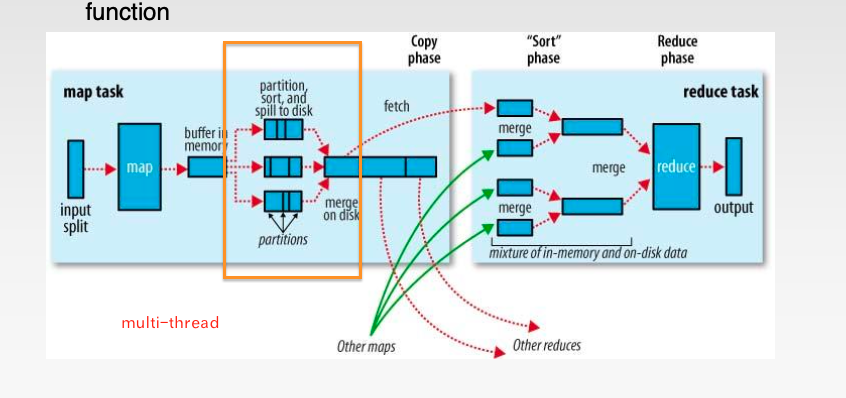 function
Copy
phase
"Sort"
phase
Reduce
phase
map task
reduce task
partition,
sort, and
spill to disk
fetch
buffer in
memory
map
merge
on disk
partitions
input
split
merge
merge
merge
reduce
output
mixture of in-memory and on-disk data
multi-thread
Other maps
Other reduces